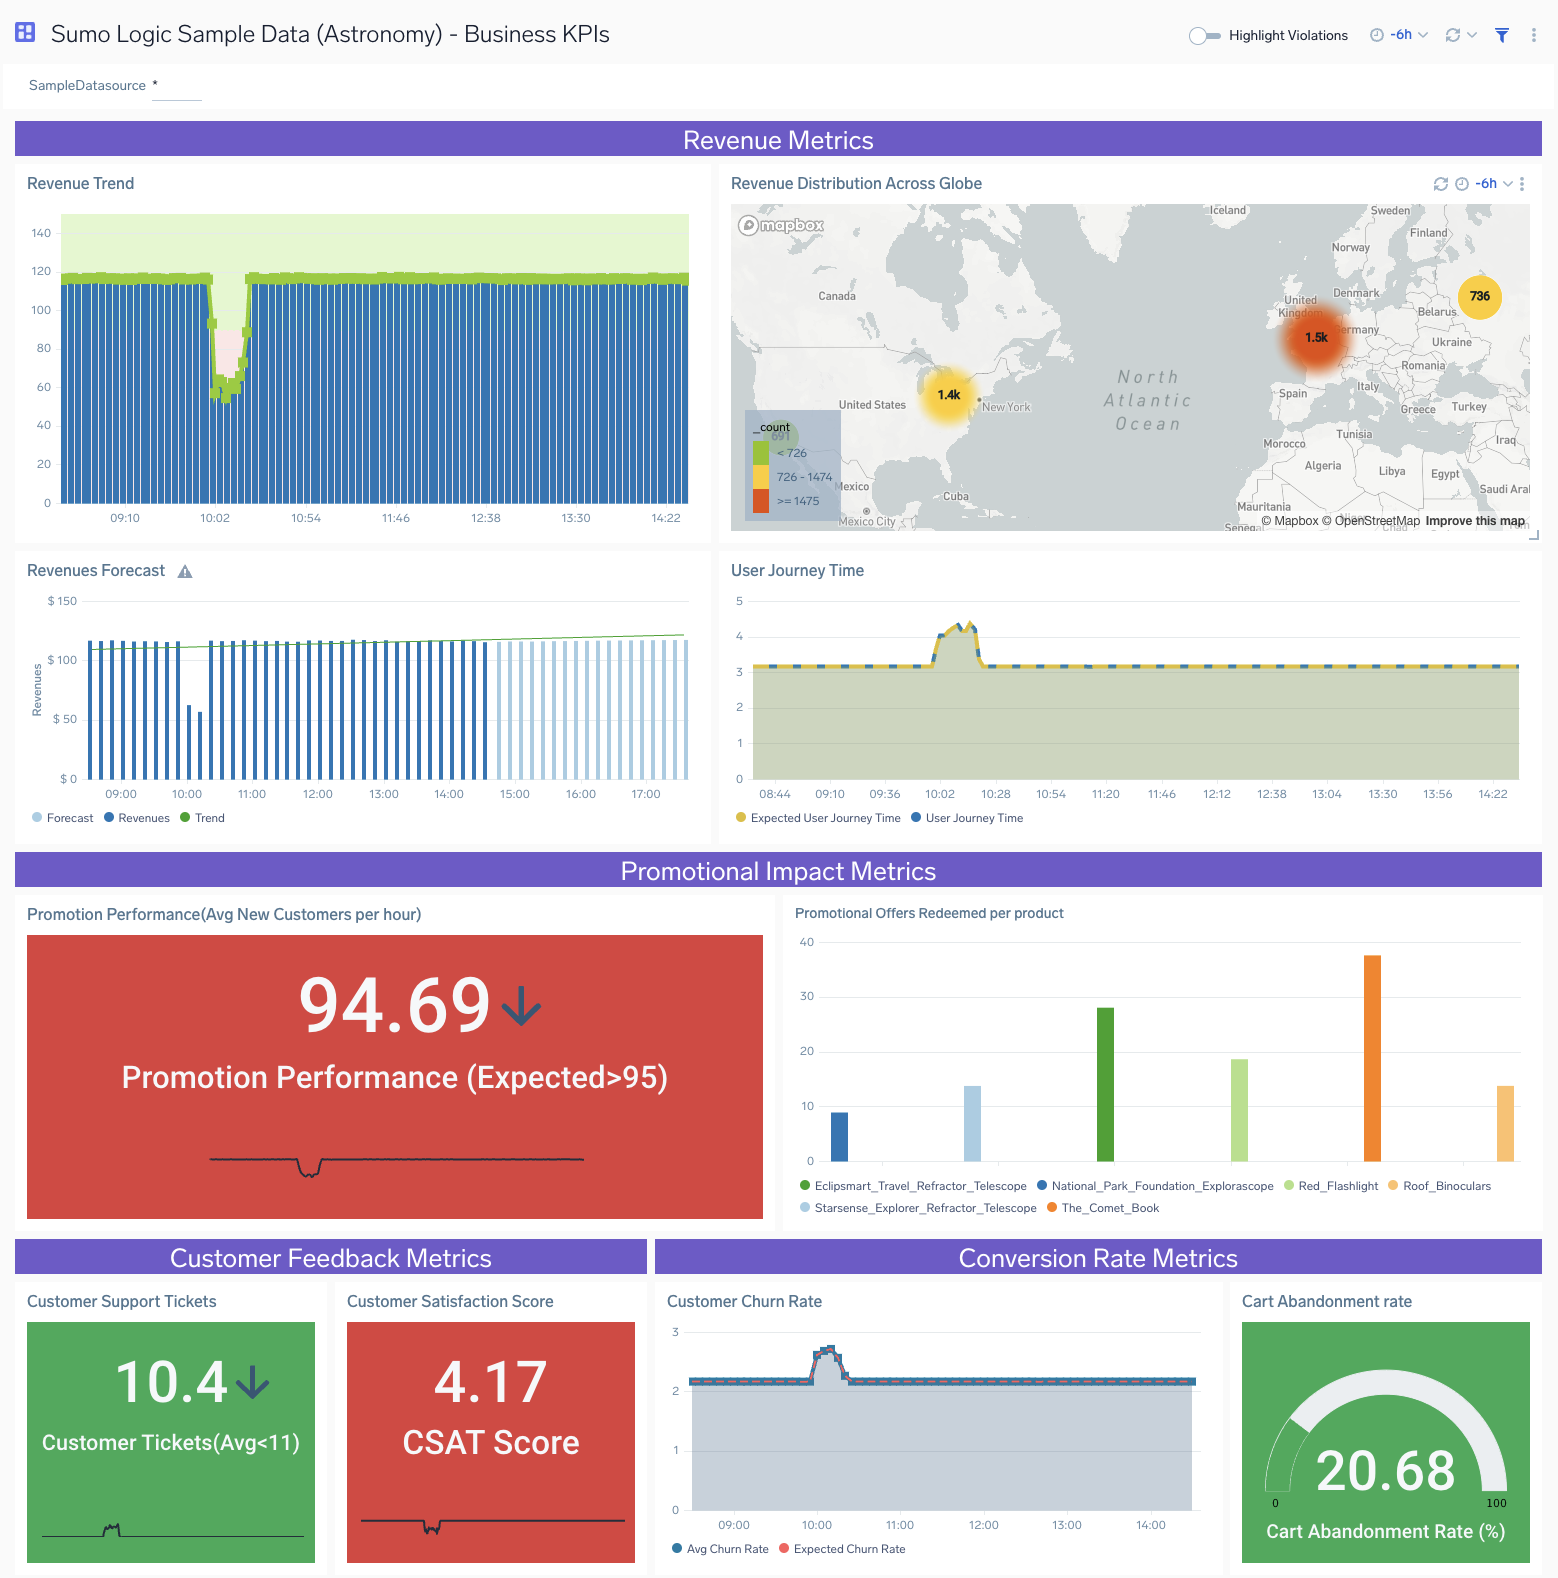 Sumo Logic Sample Data (Astronomy) - Business KPIs
Highlight Violations
-6h
SampleDatasource *
Revenue Metrics
Revenue Trend
140
120
100
80
60
40
20
0
09:10 10:02 10:54 11:46 12:38 13:30 14:22
Revenue Distribution Across Globe
-6h
mapbox
Iceland
Sweden
Finland
Norway
Canada
United Kingdom
Denmark
736
Belarus
1.5k
Germany
Ukraine
Romania
1.4k
North Atlantic Ocean
United States
New York
Spain
Italy
Greece
Turkey
_count
691
< 726
726 - 1474
>= 1475
Morocco
Tunisia
Iraq
Algeria
Libya
Egypt
Mexico
Cuba
Saudi Ara
Mauritania
Mexico City
Senegal
© Mapbox © OpenStreetMap Improve this map
Revenues Forecast
$ 150
$ 100
$ 50
$ 0
Revenues
09:00 10:00 11:00 12:00 13:00 14:00 15:00 16:00 17:00
Forecast Revenues Trend
User Journey Time
5
4
3
2
1
0
08:44 09:10 09:36 10:02 10:28 10:54 11:20 11:46 12:12 12:38 13:04 13:30 13:56 14:22
Expected User Journey Time User Journey Time
Promotional Impact Metrics
Promotion Performance(Avg New Customers per hour)
94.69
Promotion Performance (Expected>95)
Promotional Offers Redeemed per product
40
30
20
10
0
Eclipsmart_Travel_Refractor_Telescope National_Park_Foundation_Explorascope Red_Flashlight Roof_Binoculars
Starsense_Explorer_Refractor_Telescope The_Comet_Book
Customer Feedback Metrics
Customer Support Tickets
10.4
Customer Tickets(Avg<11)
Customer Satisfaction Score
4.17
CSAT Score
Conversion Rate Metrics
Customer Churn Rate
3
2
1
0
09:00 10:00 11:00 12:00 13:00 14:00
Avg Churn Rate Expected Churn Rate
Cart Abandonment rate
20.68
0 100
Cart Abandonment Rate (%)